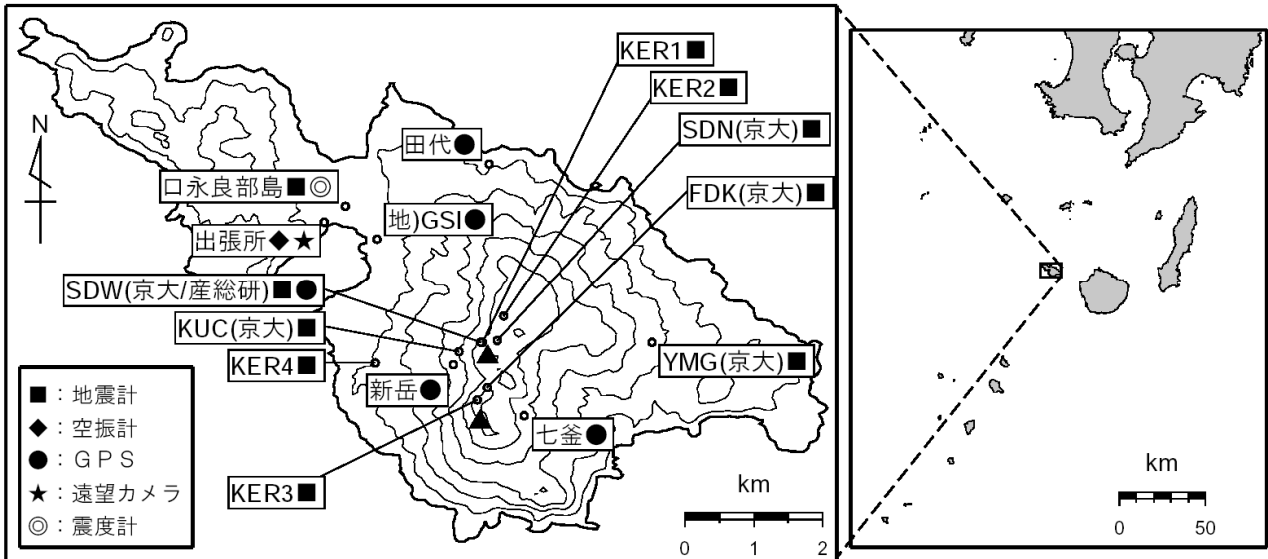 KER1■
KER2■
SDN(京大)■
FDK(京大)■
N
田代●
口永良部島■◎
地)GSI●
出張所◆★
SDW(京大/産総研)■●
KUC(京大)■
KER4■
新岳●
YMG(京大)■
七釜●
KER3■
■:地震計
◆:空振計
●:GPS
★:遠望カメラ
◎:震度計
km
0 1 2
km
0 50